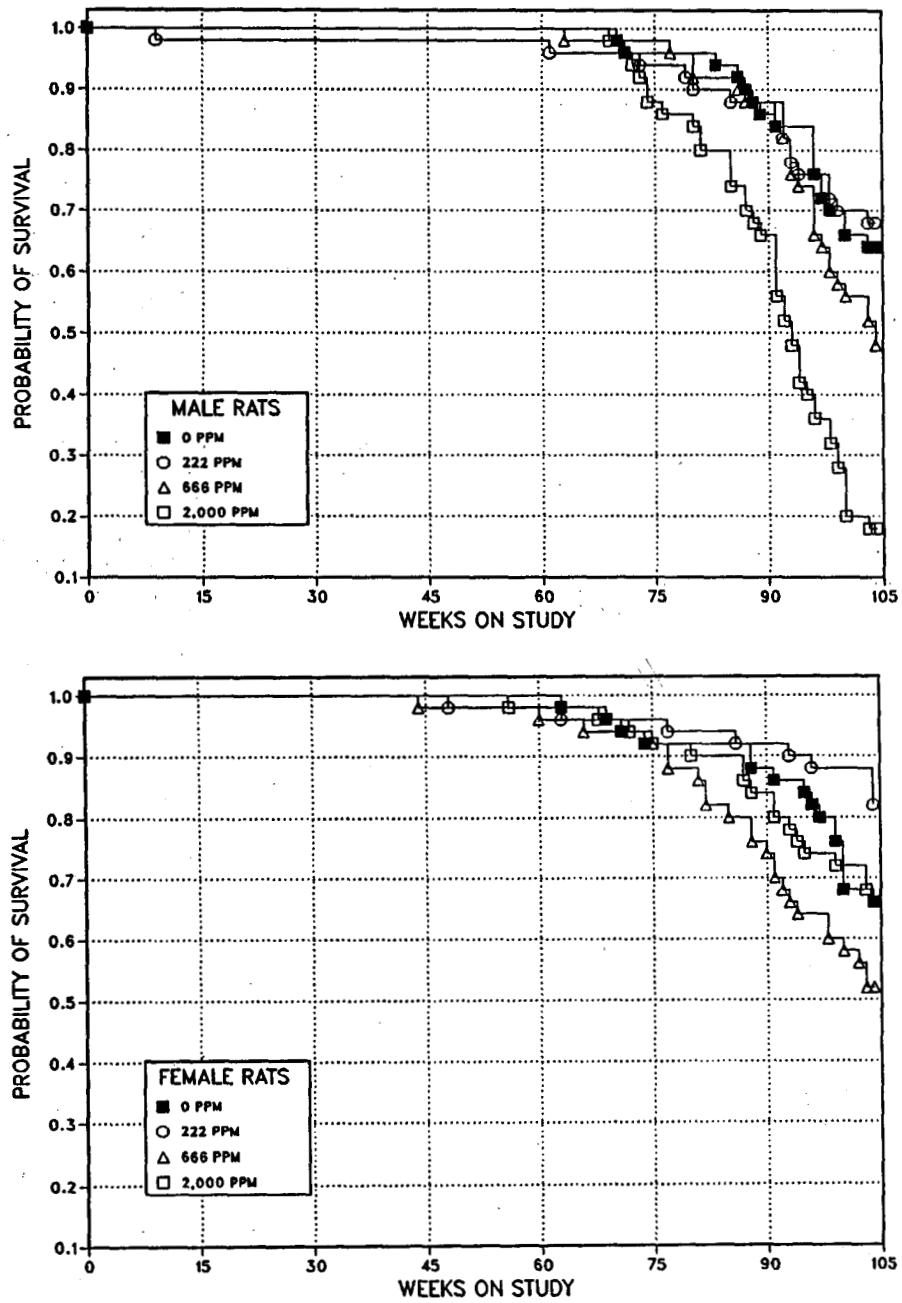 PROBABILITY OF SURVIVAL
1.0
0.9
0.8
0.7
0.6
0.5
0.4
0.3
0.2
0.1
MALE RATS
0 PPM
222 PPM
666 PPM
2,000 PPM
0 15 30 45 60 75 90 105
WEEKS ON STUDY
PROBABILITY OF SURVIVAL
1.0
0.9
0.8
0.7
0.6
0.5
0.4
0.3
0.2
0.1
FEMALE RATS
0 PPM
222 PPM
666 PPM
2,000 PPM
0 15 30 45 60 75 90 105
WEEKS ON STUDY